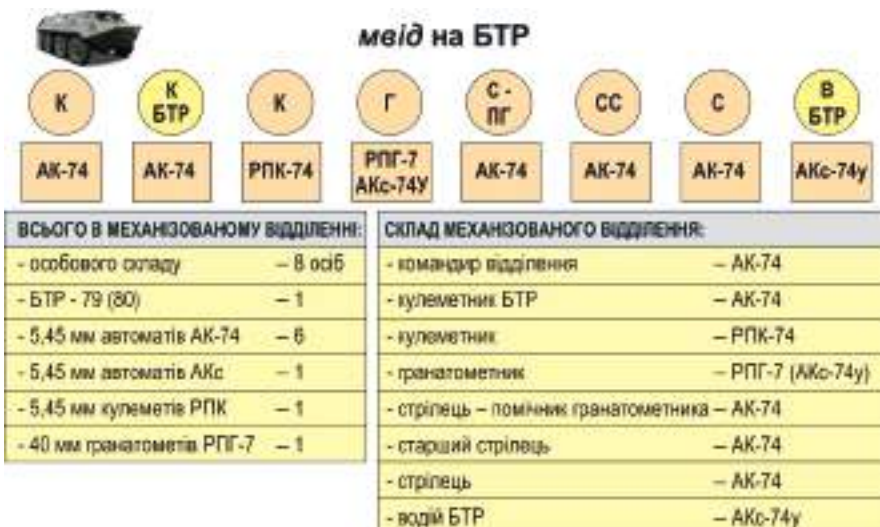 мвід на БТР
К
К БТР
К
Г
С - ПГ
СС
С
В БТР
АК-74
АК-74
РПК-74
РПГ-7 АКс-74У
АК-74
АК-74
АК-74
АКс-74у
ВСЬОГО В МЕХАНІЗОВАНОМУ ВІДДІЛЕННІ:
- особового складу – 8 осіб
- БТР - 79 (80) – 1
- 5,45 мм автоматів АК-74 – 6
- 5,45 мм автоматів АКс – 1
- 5,45 мм кулеметів РПК – 1
- 40 мм гранатометів РПГ-7 – 1
СКЛАД МЕХАНІЗОВАНОГО ВІДДІЛЕННЯ:
- командир відділення – АК-74
- кулеметник БТР – АК-74
- кулеметник – РПК-74
- гранатометник – РПГ-7 (АКс-74у)
- стрілець – помічник гранатометника – АК-74
- старший стрілець – АК-74
- стрілець – АК-74
- водій БТР – АКс-74у